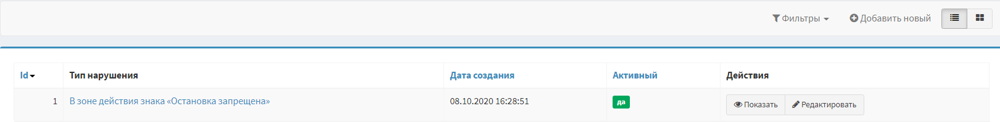 Фильтры Добавить новый
Id Тип нарушения Дата создания Активный Действия
1 В зоне действия знака «Остановка запрещена» 08.10.2020 16:28:51 да Показать Редактировать